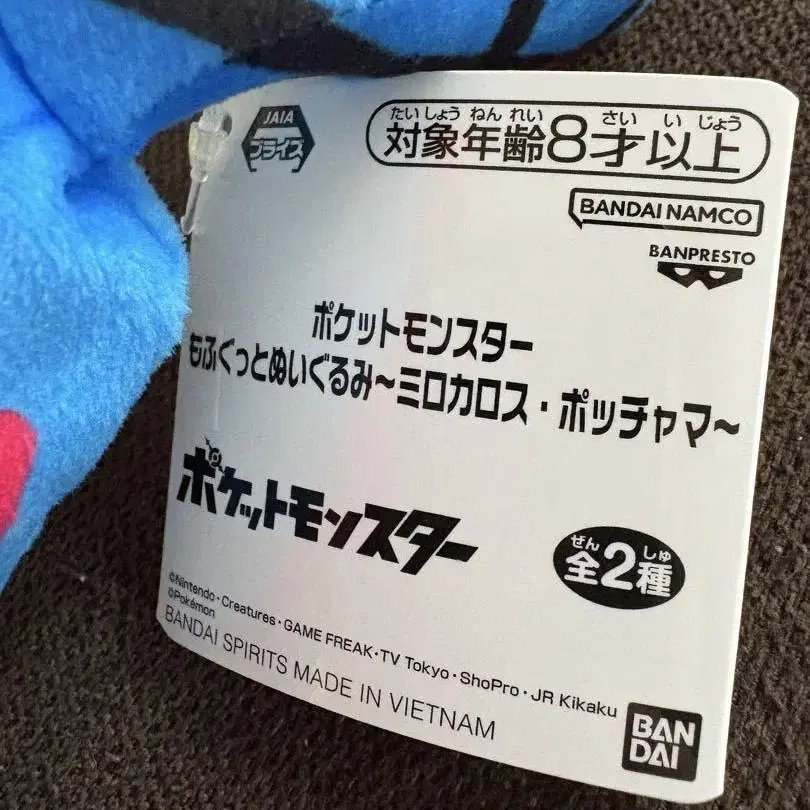 JAIA
プライズ
たいしょうねんれい さいいじょう
対象年齢8才以上
BANDAI NAMCO
BANPRESTO
ポケットモンスター
もふぐっとぬいぐるみ~ミロカロス・ポッチャマ~
ポケットモンスター
ぜん しゅ
全2種
©Nintendo・Creatures・GAME FREAK・TV Tokyo・ShoPro・JR Kikaku
©Pokémon
BANDAI SPIRITS MADE IN VIETNAM
BAN
DAI